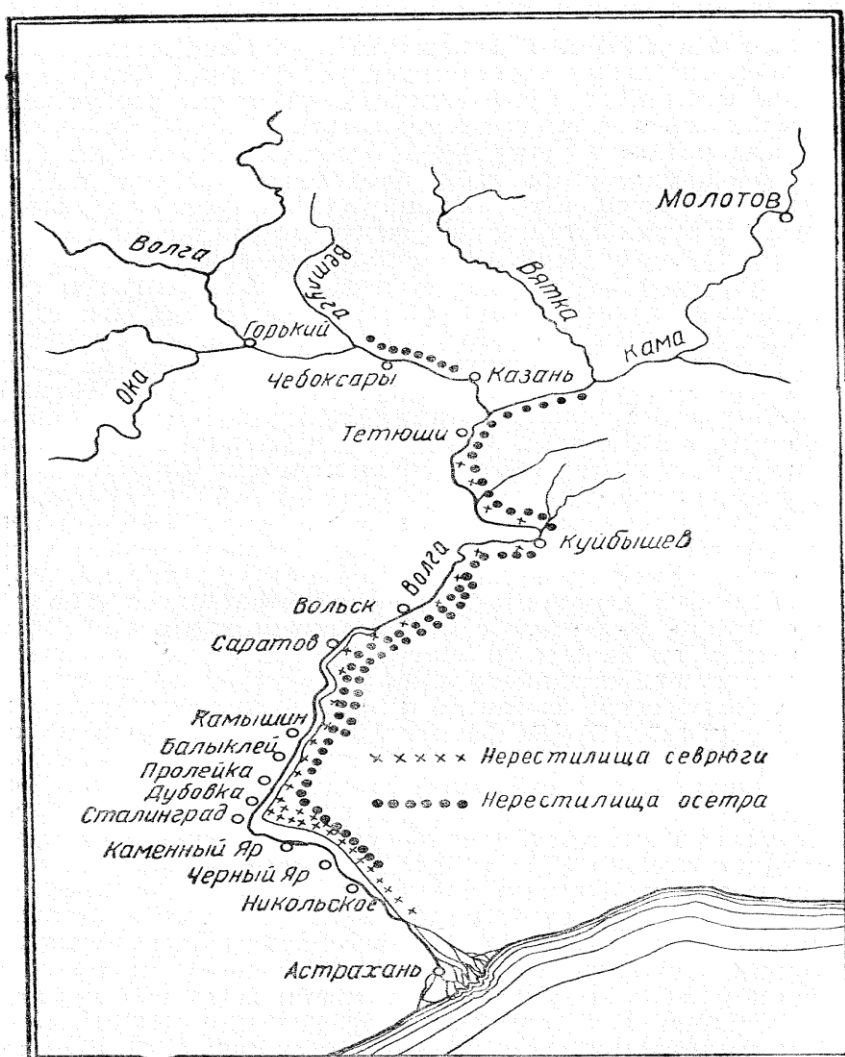 Молотов
Волга
Ветлуга
Вятка
Горький
Кама
Ока
Чебоксары
Казань
Тетюши
Куйбышев
Волга
Вольск
Саратов
Камышин
Балыклей
Пролейка
Дубовка
Сталинград
Нерестилища севрюги
Нерестилища осетра
Каменный Яр
Черный Яр
Никольское
Астрахань